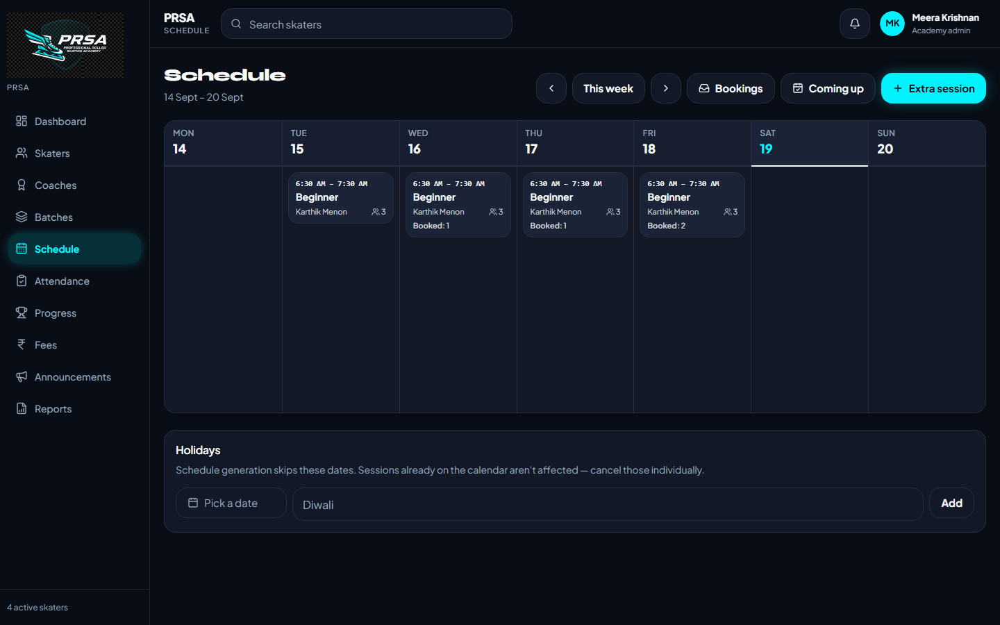 PRSA
PROFESSIONAL ROLLER
SKATING ACADEMY
PRSA
Dashboard
Skaters
Coaches
Batches
Schedule
Attendance
Progress
Fees
Announcements
Reports
4 active skaters
PRSA
SCHEDULE
Search skaters
MK
Meera Krishnan
Academy admin
Schedule
14 Sept – 20 Sept
This week
Bookings
Coming up
+ Extra session
MON
14
TUE
15
WED
16
THU
17
FRI
18
SAT
19
SUN
20
6:30 AM – 7:30 AM
Beginner
Karthik Menon 3
6:30 AM – 7:30 AM
Beginner
Karthik Menon 3
Booked: 1
6:30 AM – 7:30 AM
Beginner
Karthik Menon 3
Booked: 1
6:30 AM – 7:30 AM
Beginner
Karthik Menon 3
Booked: 2
Holidays
Schedule generation skips these dates. Sessions already on the calendar aren't affected — cancel those individually.
Pick a date
Diwali
Add